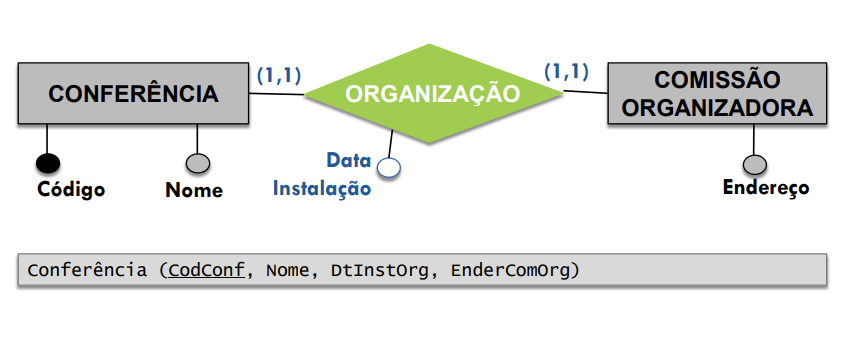 (1,1)
(1,1)
CONFERÊNCIA
ORGANIZAÇÃO
COMISSÃO
ORGANIZADORA
Data
Instalação
Código
Nome
Endereço
Conferência (CodConf, Nome, DtInstOrg, EnderComOrg)